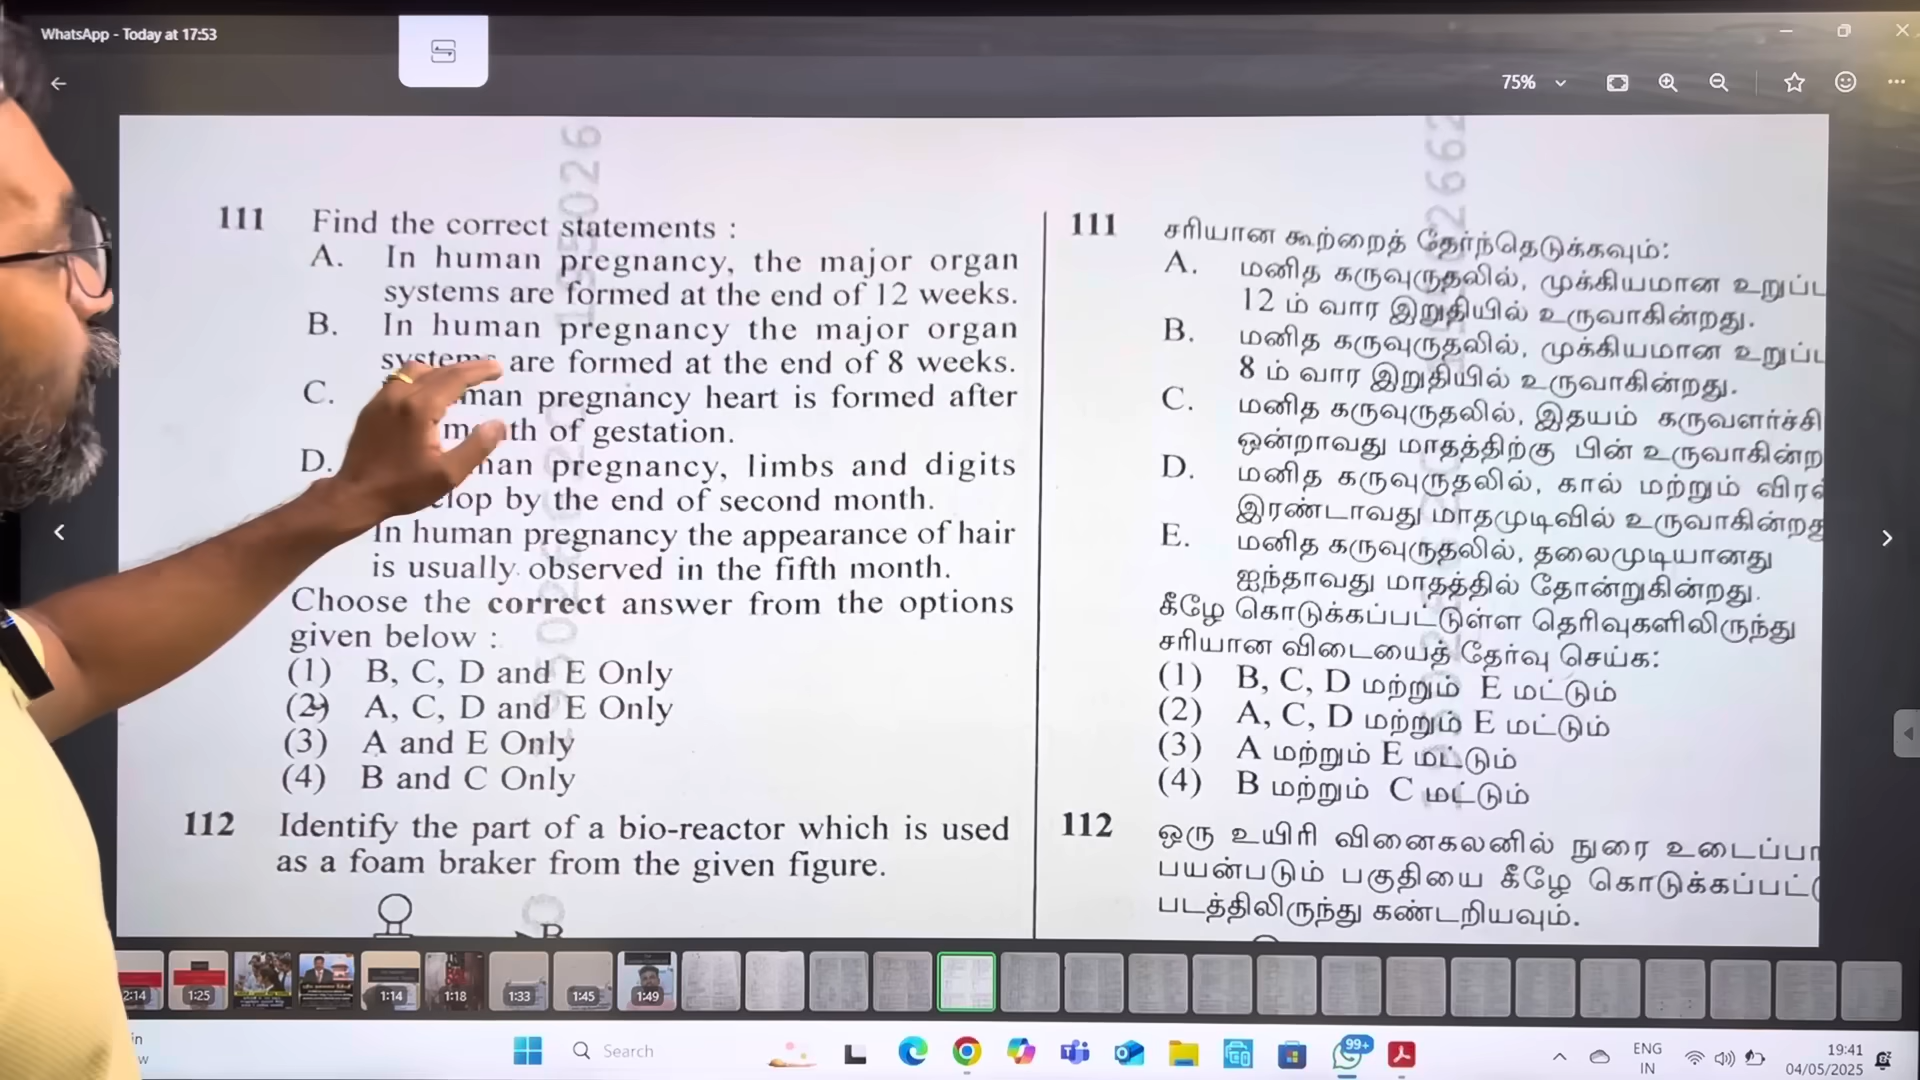 WhatsApp - Today at 17:53
75%
111 Find the correct statements :
A. In human pregnancy, the major organ
systems are formed at the end of 12 weeks.
B. In human pregnancy the major organ
systems are formed at the end of 8 weeks.
C. pregnancy heart is formed after
of gestation.
D. pregnancy, limbs and digits
by the end of second month.
In human pregnancy the appearance of hair
is usually observed in the fifth month.
Choose the correct answer from the options
given below :
(1) B, C, D and E Only
(2) A, C, D and E Only
(3) A and E Only
(4) B and C Only
112 Identify the part of a bio-reactor which is used
as a foam braker from the given figure.
B
111 சரியான கூற்றைத் தேர்ந்தெடுக்கவும்:
A. மனித கருவுருதலில், முக்கியமான
12 ம் வார இறுதியில் உருவாகின்றது.
B. மனித கருவுருதலில், முக்கியமான
8 ம் வார இறுதியில் உருவாகின்றது.
C. மனித கருவுருதலில், இதயம் கருவளர்ச்சி
ஒன்றாவது மாதத்திற்கு பின்
D. மனித கருவுருதலில், கால் மற்றும்
இரண்டாவது மாதமுடிவில்
E. மனித கருவுருதலில், தலைமுடியானது
ஐந்தாவது மாதத்தில் தோன்றுகின்றது.
கீழே கொடுக்கப்பட்டுள்ள தெரிவுகளிலிருந்து
சரியான விடையைத் தேர்வு செய்க:
(1) B, C, D மற்றும் E மட்டும்
(2) A, C, D மற்றும் E மட்டும்
(3) A மற்றும் E மட்டும்
(4) B மற்றும் C மட்டும்
112 ஒரு உயிரி வினைகலனில் நுரை
பயன்படும் பகுதியை கீழே
படத்திலிருந்து கண்டறியவும்.
2:14 1:25 1:14 1:18 1:33 1:45 1:49
Search
99+
ENG
IN
19:41
04/05/2025